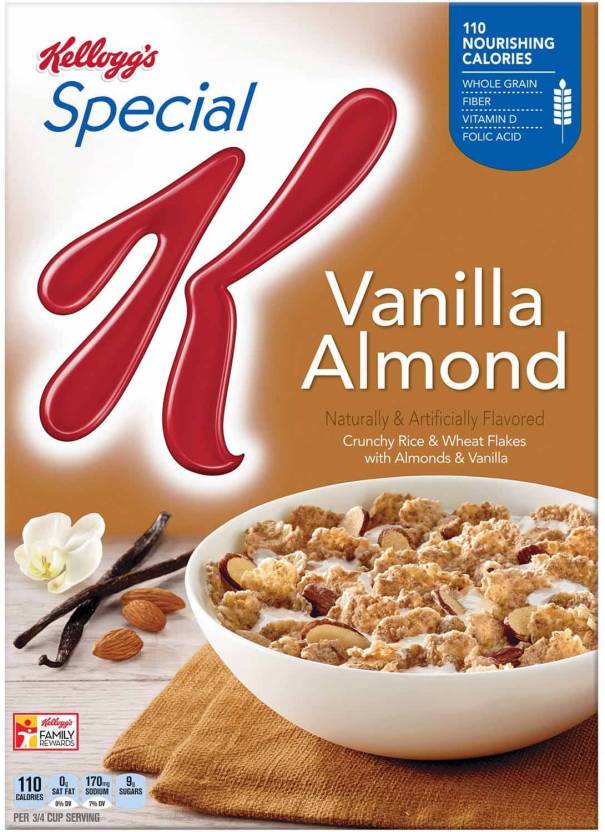 Kellogg's
Special
K
110
NOURISHING
CALORIES
WHOLE GRAIN
FIBER
VITAMIN D
FOLIC ACID
Vanilla
Almond
Naturally & Artificially Flavored
Crunchy Rice & Wheat Flakes
with Almonds & Vanilla
Kellogg's
FAMILY
REWARDS
110
CALORIES
0g
SAT FAT
0% DV
170mg
SODIUM
7% DV
9g
SUGARS
PER 3/4 CUP SERVING